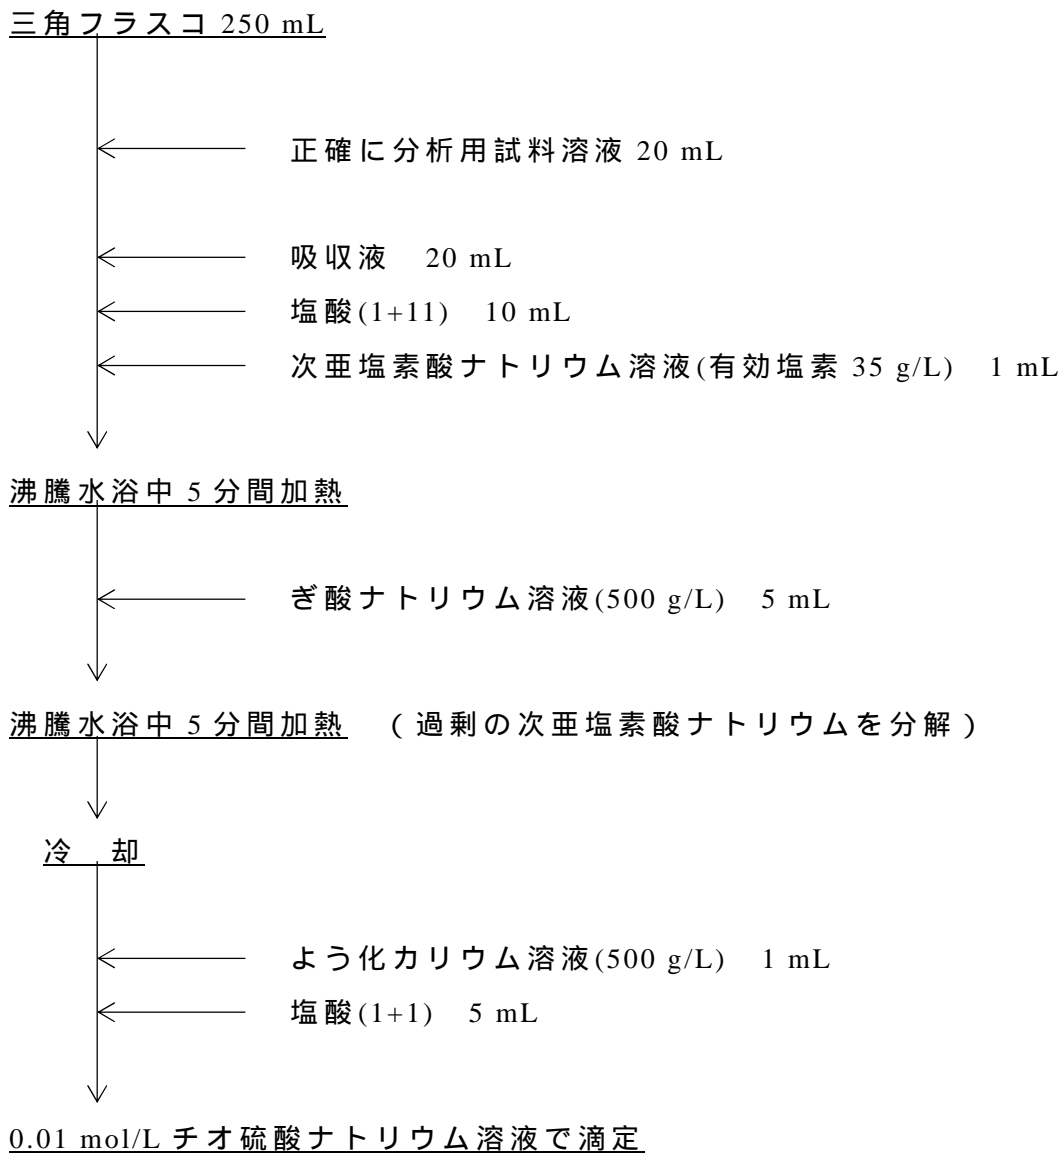 三角フラスコ 250 mL
正確に分析用試料溶液 20 mL
吸収液 20 mL
塩酸(1+11) 10 mL
次亜塩素酸ナトリウム溶液(有効塩素 35 g/L) 1 mL
沸騰水浴中 5 分間加熱
ぎ酸ナトリウム溶液(500 g/L) 5 mL
沸騰水浴中 5 分間加熱 (過剰の次亜塩素酸ナトリウムを分解)
冷 却
よう化カリウム溶液(500 g/L) 1 mL
塩酸(1+1) 5 mL
0.01 mol/L チオ硫酸ナトリウム溶液で滴定